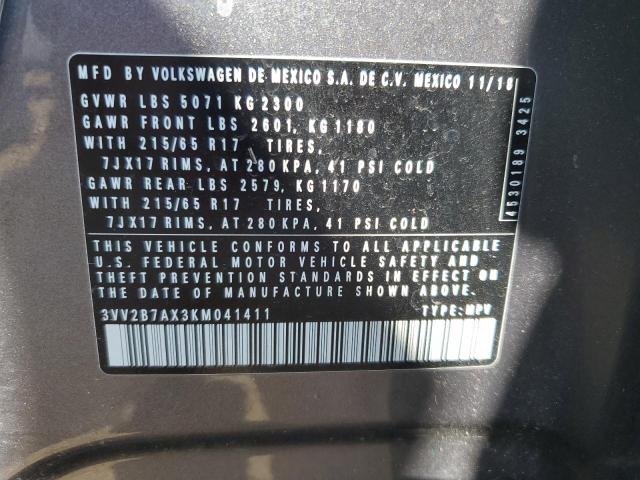 MFD BY VOLKSWAGEN DE MEXICO S.A. DE C.V. MEXICO 11/18
GVWR LBS 5071 KG 2300
GAWR FRONT LBS 2601, KG 1180
WITH 215/65 R17 TIRES,
7JX17 RIMS, AT 280 KPA, 41 PSI COLD
GAWR REAR LBS 2579, KG 1170
WITH 215/65 R17 TIRES,
7JX17 RIMS, AT 280 KPA, 41 PSI COLD
THIS VEHICLE CONFORMS TO ALL APPLICABLE
U.S. FEDERAL MOTOR VEHICLE SAFETY AND
THEFT PREVENTION STANDARDS IN EFFECT ON
THE DATE OF MANUFACTURE SHOWN ABOVE.
3VV2B7AX3KM041411 TYPE: MPV
4530189 3425